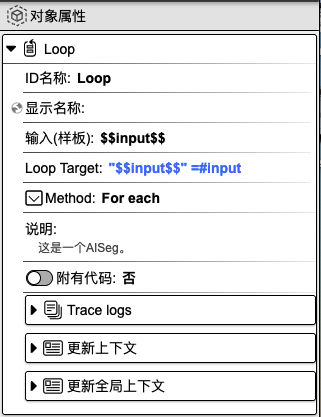 对象属性
Loop
ID名称: Loop
显示名称:
输入(样板): $$input$$
Loop Target: "$$input$$" =#input
Method: For each
说明:
这是一个AISeg。
附有代码: 否
Trace logs
更新上下文
更新全局上下文